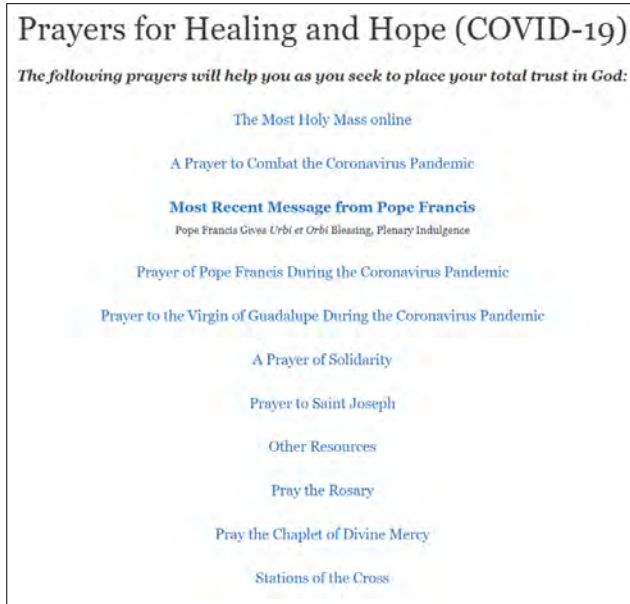 Prayers for Healing and Hope (COVID-19)
The following prayers will help you as you seek to place your total trust in God:
The Most Holy Mass online
A Prayer to Combat the Coronavirus Pandemic
Most Recent Message from Pope Francis
Pope Francis Gives Urbi et Orbi Blessing, Plenary Indulgence
Prayer of Pope Francis During the Coronavirus Pandemic
Prayer to the Virgin of Guadalupe During the Coronavirus Pandemic
A Prayer of Solidarity
Prayer to Saint Joseph
Other Resources
Pray the Rosary
Pray the Chaplet of Divine Mercy
Stations of the Cross